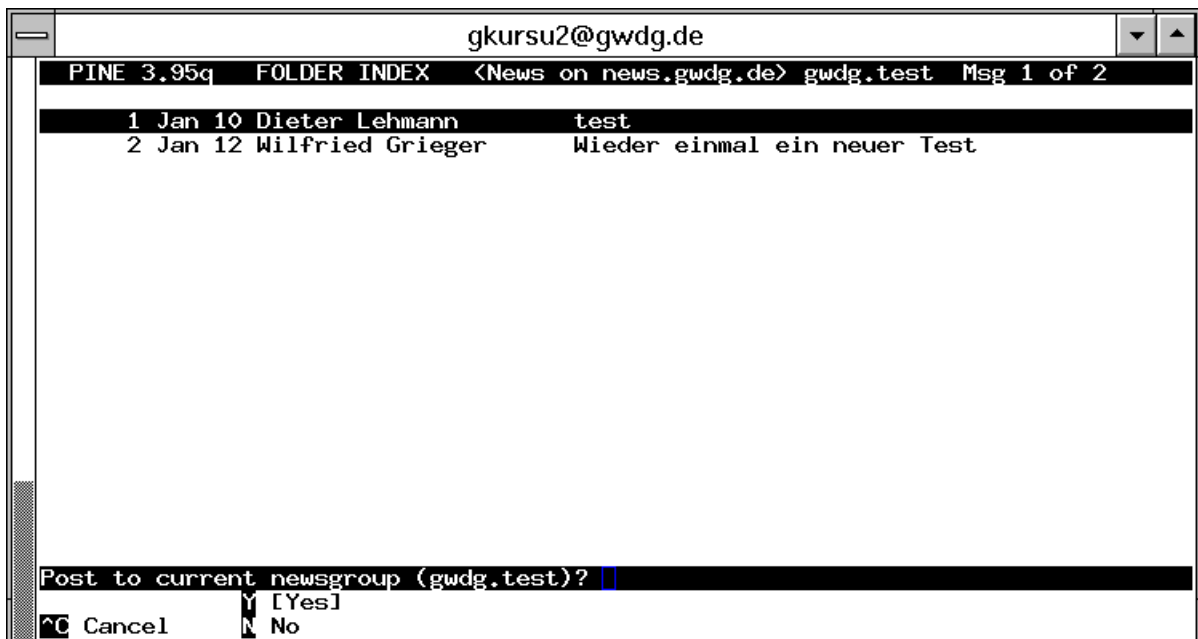 gkursu2@gwdg.de
PINE 3.95q FOLDER INDEX <News on news.gwdg.de> gwdg.test Msg 1 of 2
1 Jan 10 Dieter Lehmann test
2 Jan 12 Wilfried Grieger Wieder einmal ein neuer Test
Post to current newsgroup (gwdg.test)?
Y [Yes]
^C Cancel N No